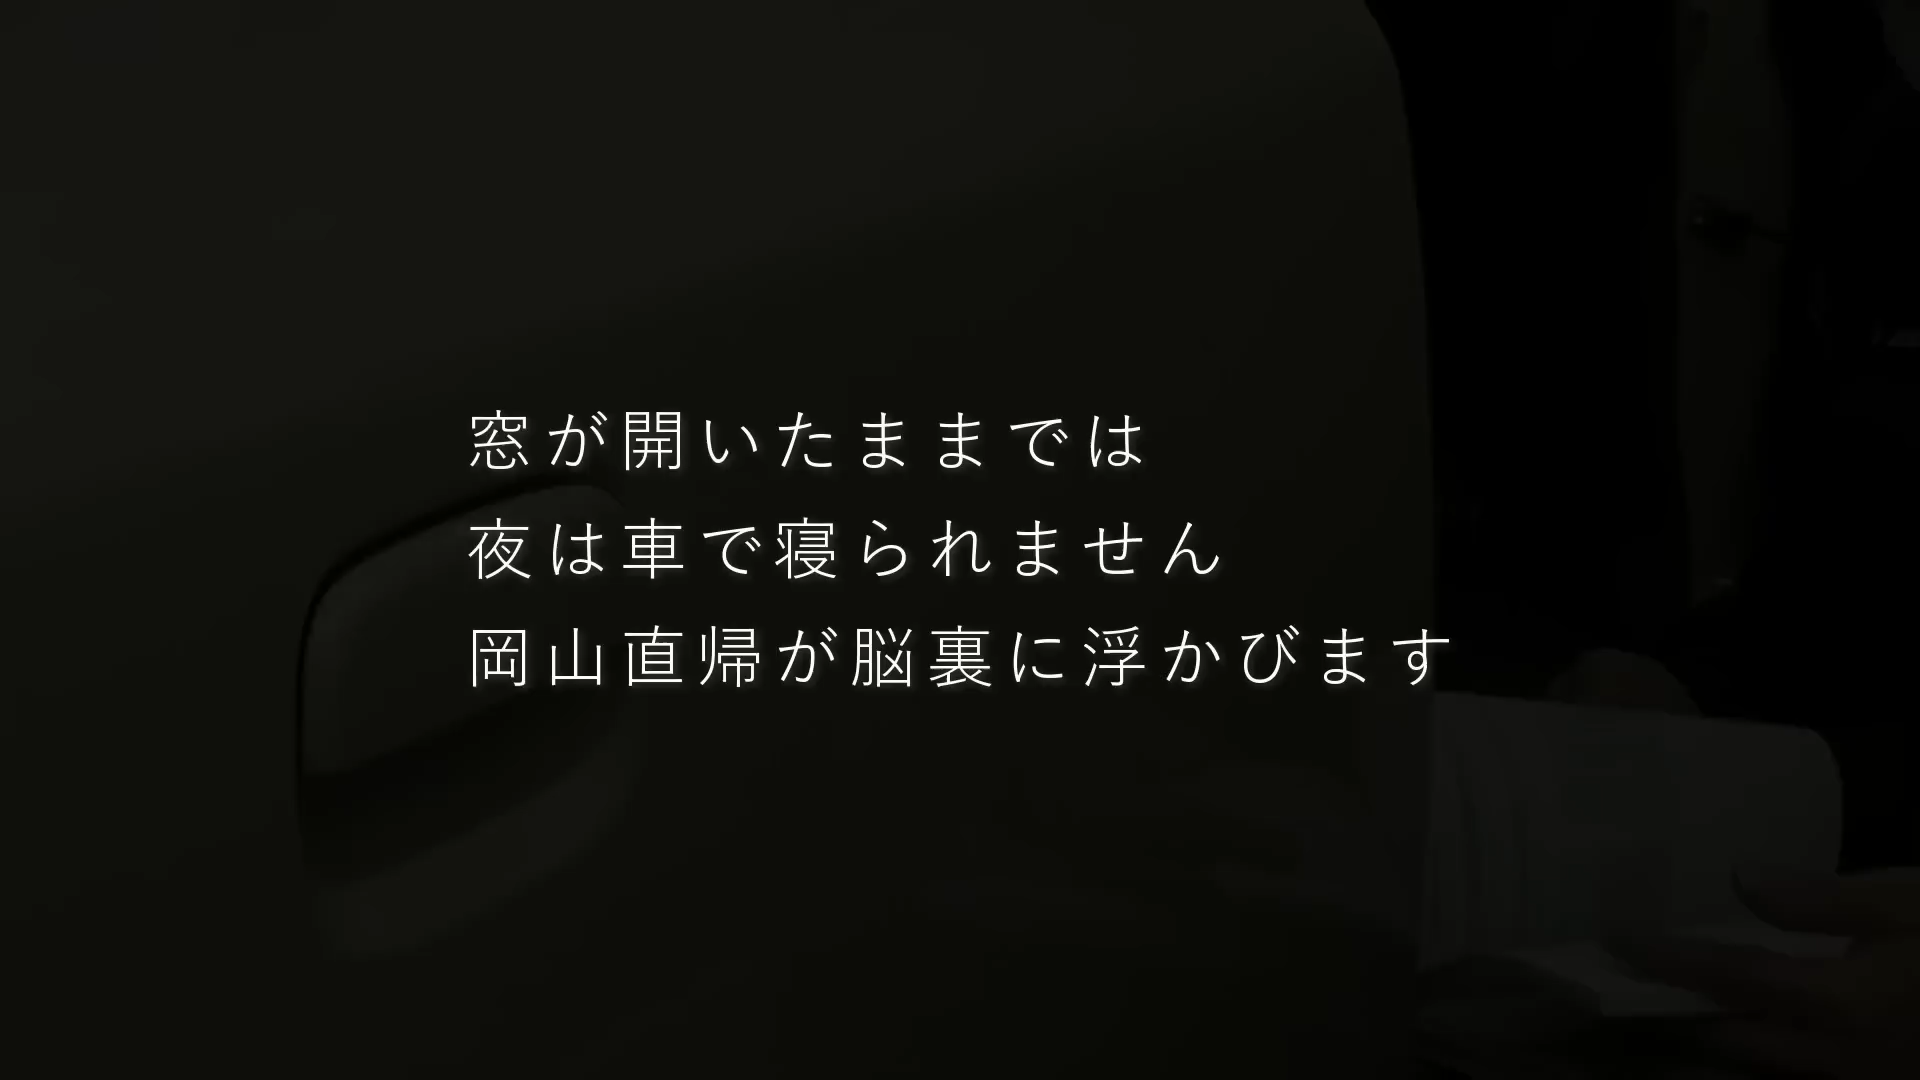 窓が開いたままでは
夜は車で寝られません
岡山直帰が脳裏に浮かびます